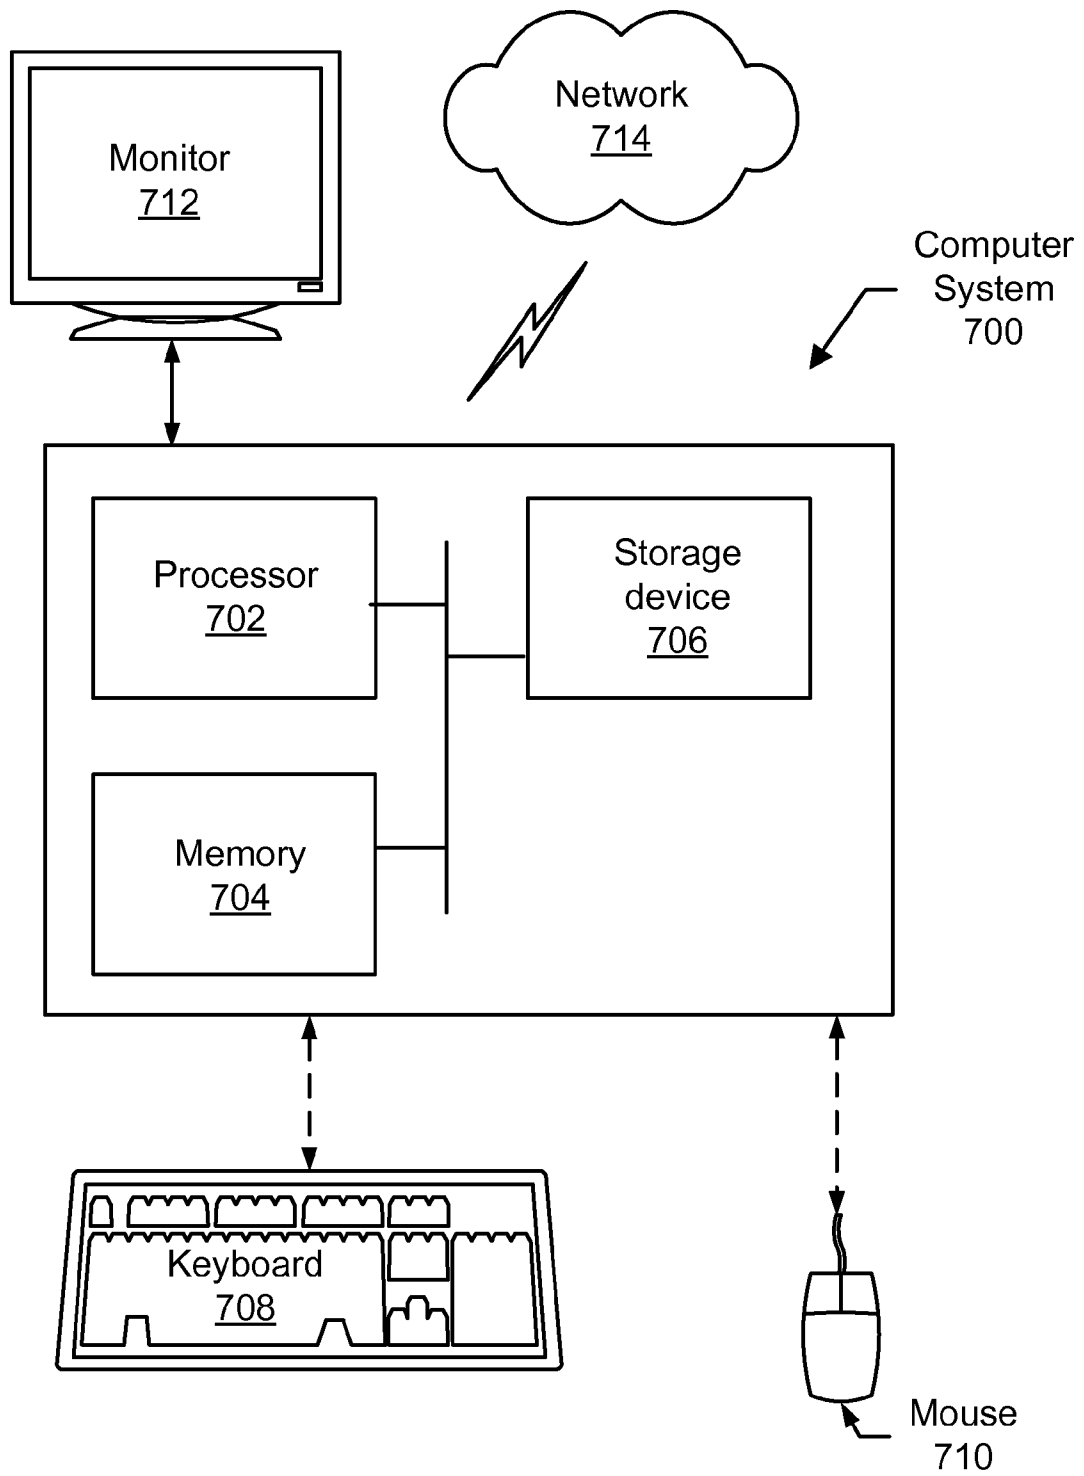 Monitor
712
Network
714
Computer
System
700
Processor
702
Storage
device
706
Memory
704
Keyboard
708
Mouse
710